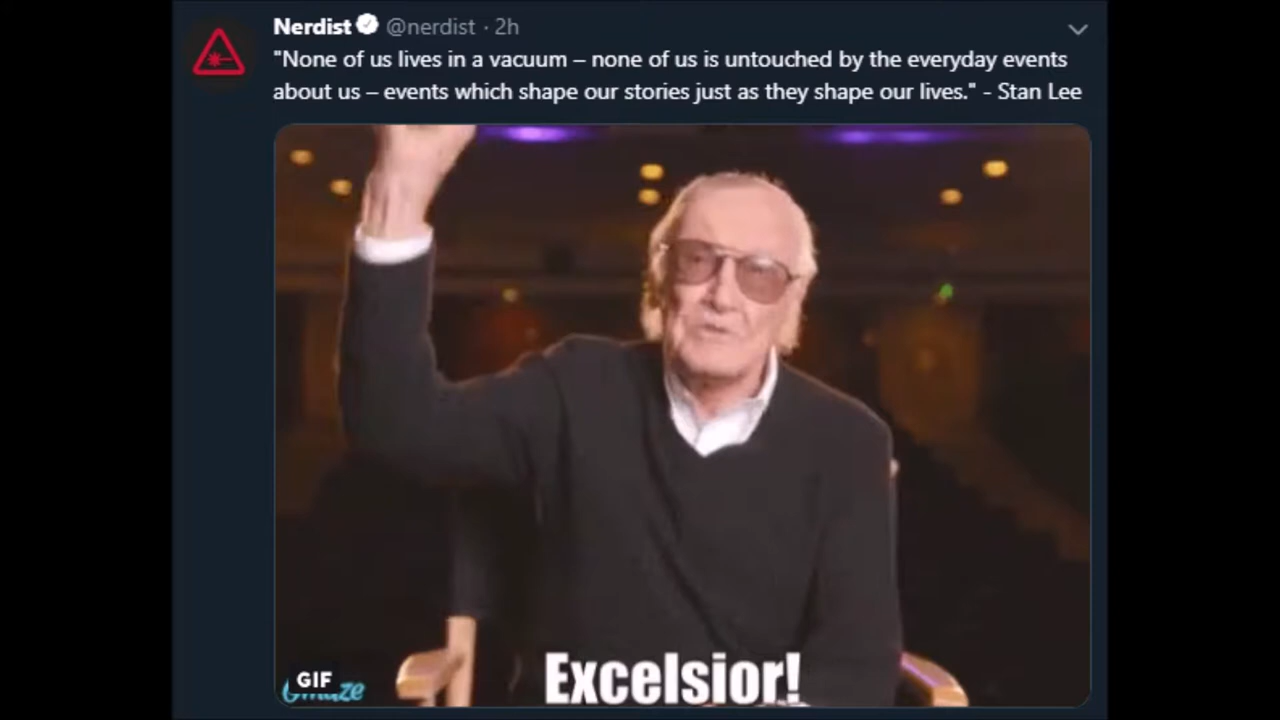 Nerdist @nerdist · 2h
"None of us lives in a vacuum – none of us is untouched by the everyday events
about us – events which shape our stories just as they shape our lives." - Stan Lee
Excelsior!
GIF